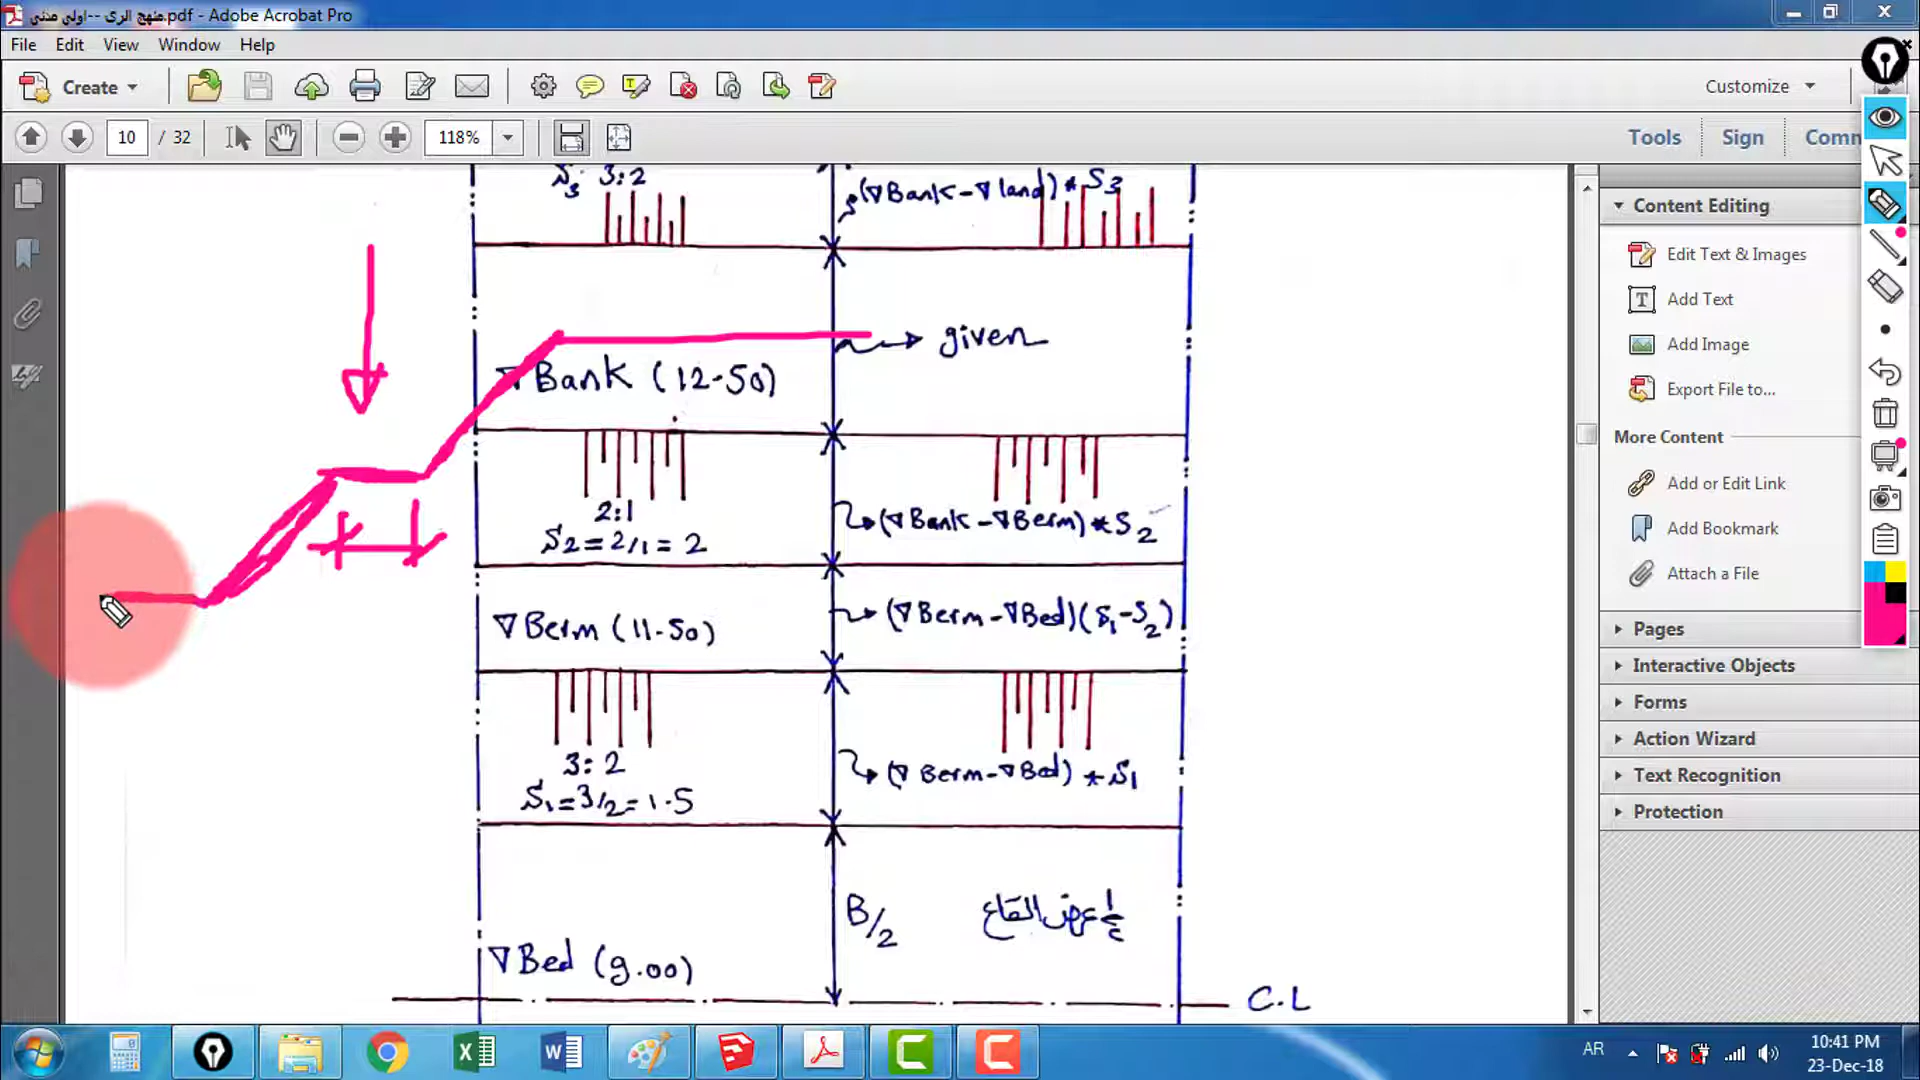 منهج الرى --اولي مدني.pdf - Adobe Acrobat Pro
File Edit View Window Help
Create
Customize
10 / 32
118%
Tools Sign Comm
S3 3:2
(∇Bank-∇land) * S3
given
∇Bank (12-50)
2:1
S2 = 2/1 = 2
(∇Bank-∇Berm) * S2
∇Berm (11-50)
(∇Berm-∇Bed)(S1-S2)
3:2
S1 = 3/2 = 1.5
(∇Berm-∇Bed) * S1
B/2
½ عرض القاع
∇Bed (9.00)
C.L
Content Editing
Edit Text & Images
Add Text
Add Image
Export File to...
More Content
Add or Edit Link
Add Bookmark
Attach a File
Pages
Interactive Objects
Forms
Action Wizard
Text Recognition
Protection
AR
10:41 PM
23-Dec-18